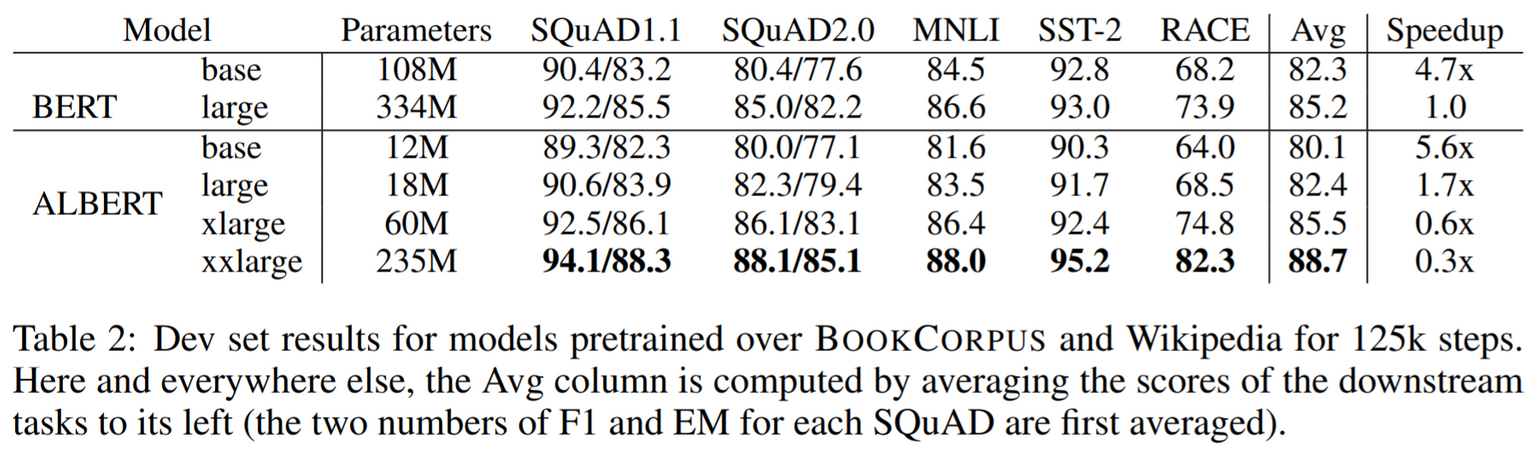 Model Parameters SQuAD1.1 SQuAD2.0 MNLI SST-2 RACE Avg Speedup
BERT base 108M 90.4/83.2 80.4/77.6 84.5 92.8 68.2 82.3 4.7x
large 334M 92.2/85.5 85.0/82.2 86.6 93.0 73.9 85.2 1.0
ALBERT base 12M 89.3/82.3 80.0/77.1 81.6 90.3 64.0 80.1 5.6x
large 18M 90.6/83.9 82.3/79.4 83.5 91.7 68.5 82.4 1.7x
xlarge 60M 92.5/86.1 86.1/83.1 86.4 92.4 74.8 85.5 0.6x
xxlarge 235M 94.1/88.3 88.1/85.1 88.0 95.2 82.3 88.7 0.3x
Table 2: Dev set results for models pretrained over BOOKCORPUS and Wikipedia for 125k steps.
Here and everywhere else, the Avg column is computed by averaging the scores of the downstream
tasks to its left (the two numbers of F1 and EM for each SQuAD are first averaged).